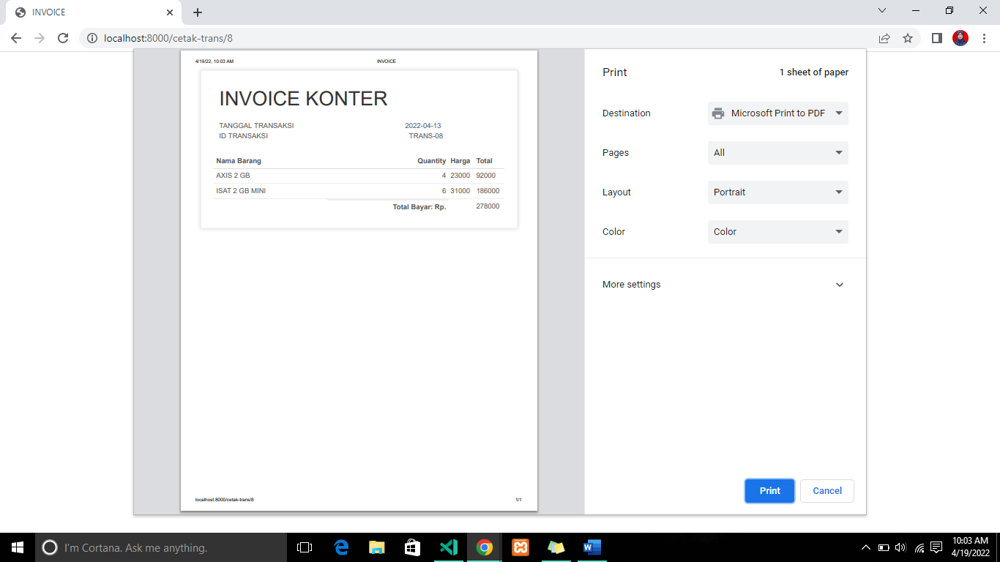 INVOICE
localhost:8000/cetak-trans/8
4/19/22, 10:03 AM INVOICE
INVOICE KONTER
TANGGAL TRANSAKSI 2022-04-13
ID TRANSAKSI TRANS-08
Nama Barang Quantity Harga Total
AXIS 2 GB 4 23000 92000
ISAT 2 GB MINI 6 31000 186000
Total Bayar: Rp. 278000
localhost:8000/cetak-trans/8 1/1
Print 1 sheet of paper
Destination Microsoft Print to PDF
Pages All
Layout Portrait
Color Color
More settings
Print Cancel
I'm Cortana. Ask me anything.
10:03 AM
4/19/2022